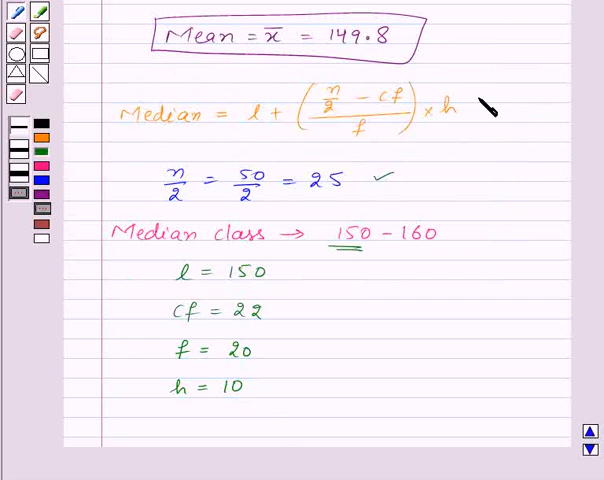 Mean = x̄ = 149.8
Median = l + ( (n/2 − cf) / f ) × h
n/2 = 50/2 = 25 ✓
Median class → 150 − 160
l = 150
cf = 22
f = 20
h = 10